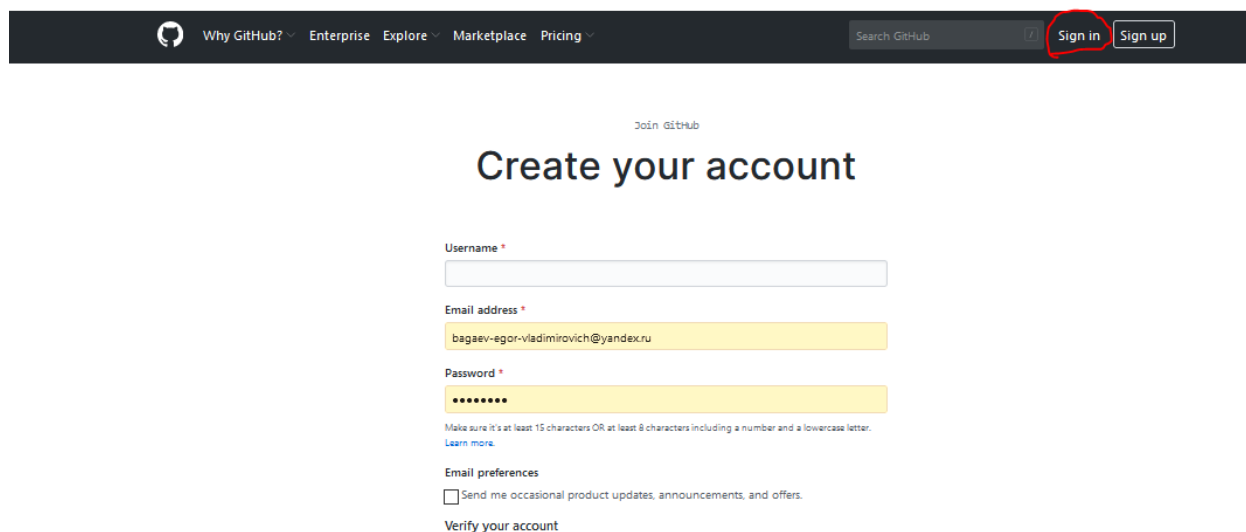 Why GitHub? Enterprise Explore Marketplace Pricing Search GitHub / Sign in Sign up
Join GitHub
Create your account
Username *
Email address *
bagaev-egor-vladimirovich@yandex.ru
Password *
••••••••
Make sure it's at least 15 characters OR at least 8 characters including a number and a lowercase letter.
Learn more.
Email preferences
Send me occasional product updates, announcements, and offers.
Verify your account